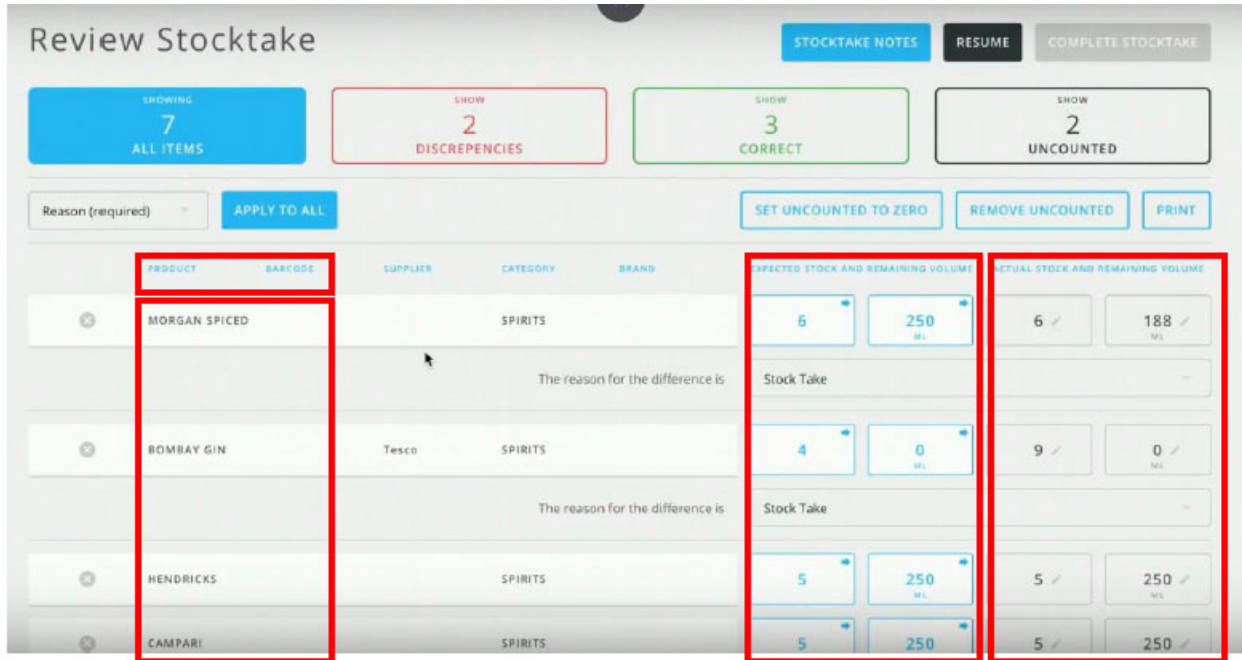 Review Stocktake
STOCKTAKE NOTES
RESUME
COMPLETE STOCKTAKE
SHOWING
7
ALL ITEMS
SHOW
2
DISCREPENCIES
SHOW
3
CORRECT
SHOW
2
UNCOUNTED
Reason (required)
APPLY TO ALL
SET UNCOUNTED TO ZERO
REMOVE UNCOUNTED
PRINT
PRODUCT BARCODE SUPPLIER CATEGORY BRAND EXPECTED STOCK AND REMAINING VOLUME ACTUAL STOCK AND REMAINING VOLUME
MORGAN SPICED SPIRITS 6 250 ML 6 188 ML
The reason for the difference is Stock Take
BOMBAY GIN Tesco SPIRITS 4 0 ML 9 0 ML
The reason for the difference is Stock Take
HENDRICKS SPIRITS 5 250 ML 5 250 ML
CAMPARI SPIRITS 5 250 5 250